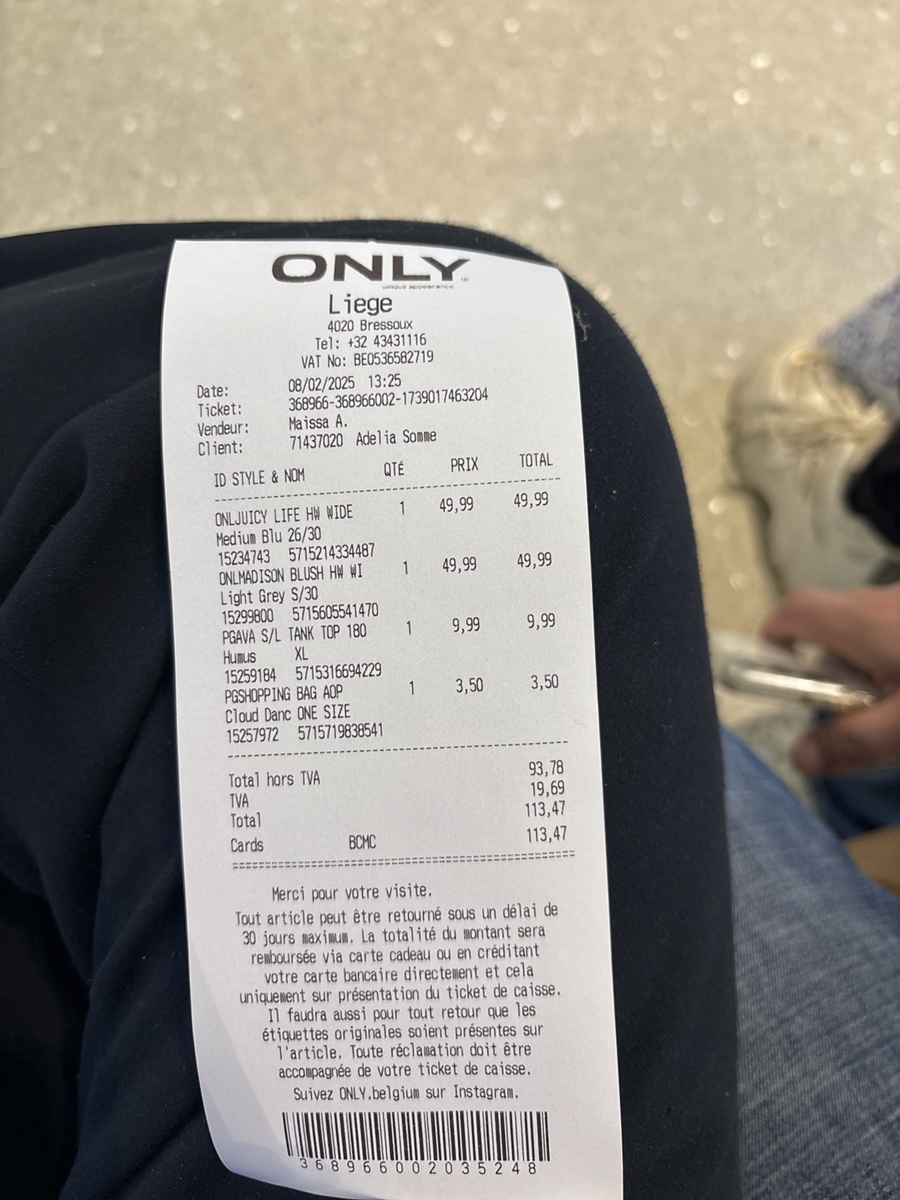 ONLY
unique appearance
Liege
4020 Bressoux
Tel: +32 43431116
VAT No: BE0536582719
Date: 08/02/2025 13:25
Ticket: 368966-368966002-1739017463204
Vendeur: Maissa A.
Client: 71437020 Adelia Somme
ID STYLE & NOM QTÉ PRIX TOTAL
ONLJUICY LIFE HW WIDE 1 49,99 49,99
Medium Blu 26/30
15234743 5715214334487
ONLMADISON BLUSH HW WI 1 49,99 49,99
Light Grey S/30
15299800 5715605541470
PGAVA S/L TANK TOP 180 1 9,99 9,99
Humus XL
15259184 5715316694229
PGSHOPPING BAG AOP 1 3,50 3,50
Cloud Danc ONE SIZE
15257972 5715719838541
Total hors TVA 93,78
TVA 19,69
Total 113,47
Cards BCMC 113,47
Merci pour votre visite.
Tout article peut être retourné sous un délai de
30 jours maximum. La totalité du montant sera
remboursée via carte cadeau ou en créditant
votre carte bancaire directement et cela
uniquement sur présentation du ticket de caisse.
Il faudra aussi pour tout retour que les
étiquettes originales soient présentes sur
l'article. Toute réclamation doit être
accompagnée de votre ticket de caisse.
Suivez ONLY.belgium sur Instagram.
368966002035248